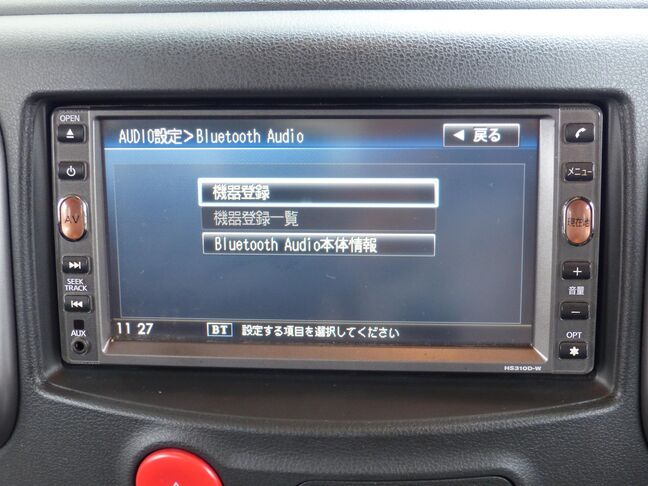 OPEN
AUDIO設定>Bluetooth Audio
◀ 戻る
メニュー
機器登録
機器登録一覧
AV
現在地
Bluetooth Audio本体情報
SEEK
TRACK
音量
11 27
BT 設定する項目を選択してください
AUX
OPT
HS310D-W